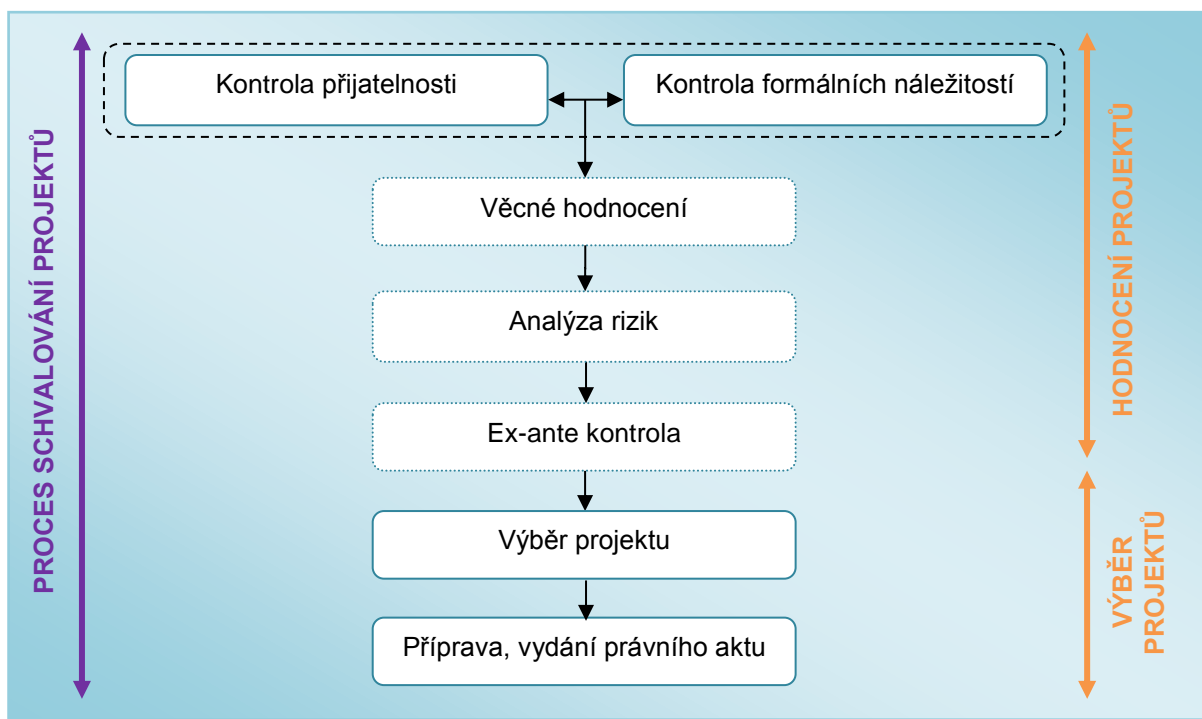 PROCES SCHVALOVÁNÍ PROJEKTŮ
Kontrola přijatelnosti
Kontrola formálních náležitostí
Věcné hodnocení
Analýza rizik
Ex-ante kontrola
Výběr projektu
Příprava, vydání právního aktu
HODNOCENÍ PROJEKTŮ
VÝBĚR
PROJEKTŮ